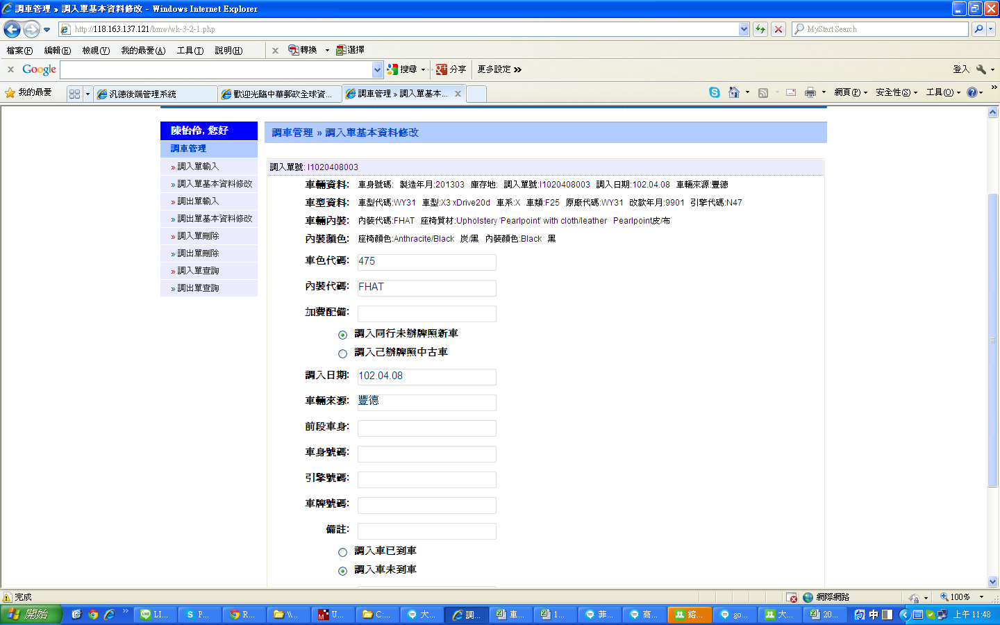 調車管理 » 調入單基本資料修改 - Windows Internet Explorer
http://118.163.137.121/bmw/wk-3-2-1.php
MyStart Search
檔案(F) 編輯(E) 檢視(V) 我的最愛(A) 工具(T) 說明(H) x 轉換 選擇
x Google 搜尋 分享 更多設定 » 登入
我的最愛 汎德後端管理系統 歡迎光臨中華郵政全球資... 調車管理 » 調入單基本... x 網頁(P) 安全性(S) 工具(O) »
陳怡伶, 您好
調車管理
» 調入單輸入
» 調入單基本資料修改
» 調出單輸入
» 調出單基本資料修改
» 調入單刪除
» 調出單刪除
» 調入單查詢
» 調出單查詢
調車管理 » 調入單基本資料修改
調入單號: I1020408003
車輛資料: 車身號碼: 製造年月:201303 庫存地: 調入單號:I1020408003 調入日期:102.04.08 車輛來源:豐德
車型資料: 車型代碼:WY31 車型:X3 xDrive20d 車系:X 車類:F25 原廠代碼:WY31 改款年月:9901 引擎代碼:N47
車輛內裝: 內裝代碼:FHAT 座椅質材:Upholstery 'Pearlpoint' with cloth/leather Pearlpoint皮/布
內裝顏色: 座椅顏色:Anthracite/Black 炭/黑 內裝顏色:Black 黑
車色代碼: 475
內裝代碼: FHAT
加費配備:
調入同行未辦牌照新車
調入已辦牌照中古車
調入日期: 102.04.08
車輛來源: 豐德
前段車身:
車身號碼:
引擎號碼:
車牌號碼:
備註:
調入車已到車
調入車未到車
完成 網際網路 100%
開始 » LI... P... R... \\... U... C:... 大... 調... 車... 1... 菲... 高... 鎔... go... 大... 20... 中 上午 11:48